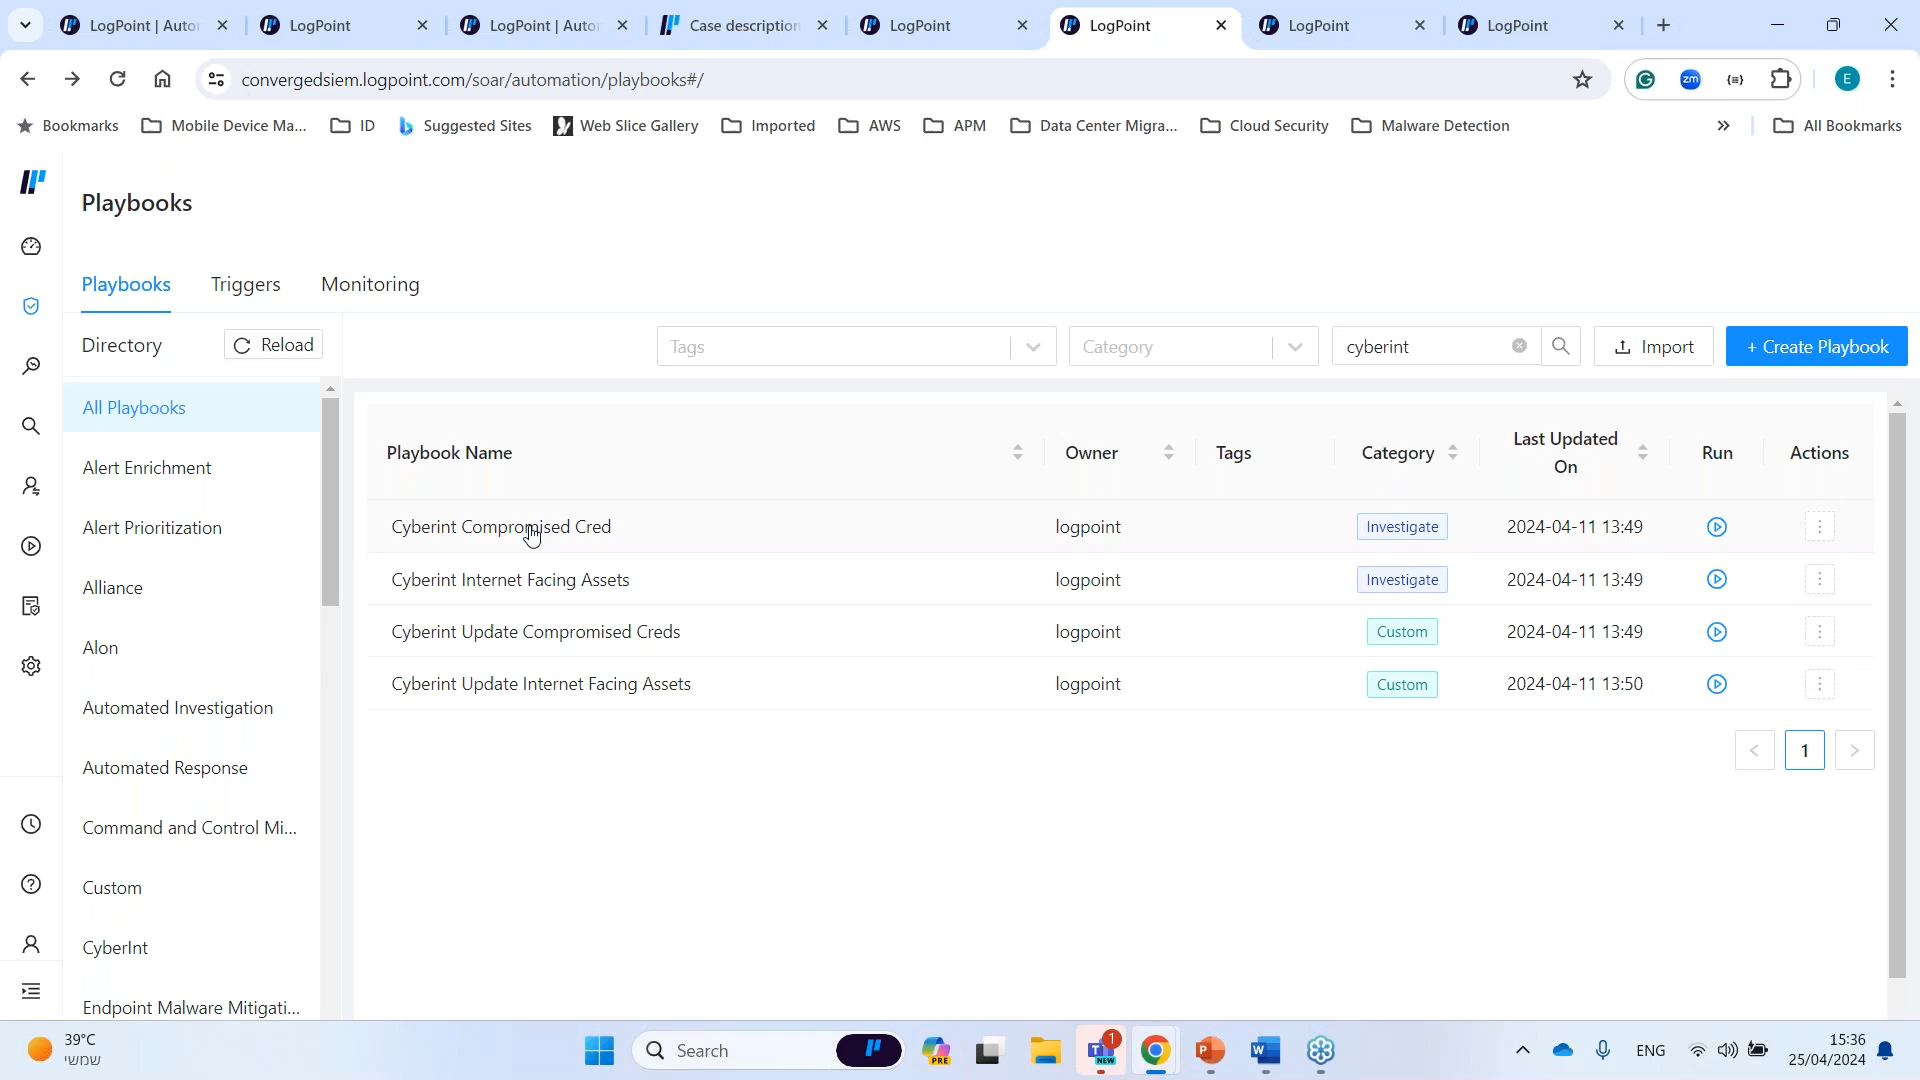 LogPoint | Auto
LogPoint
LogPoint | Auto
Case description
LogPoint
LogPoint
LogPoint
LogPoint
convergedsiem.logpoint.com/soar/automation/playbooks#/
zm
E
Bookmarks
Mobile Device Ma...
ID
Suggested Sites
Web Slice Gallery
Imported
AWS
APM
Data Center Migra...
Cloud Security
Malware Detection
All Bookmarks
Playbooks
Playbooks
Triggers
Monitoring
Directory
Reload
Tags
Category
cyberint
Import
+ Create Playbook
All Playbooks
Alert Enrichment
Alert Prioritization
Alliance
Alon
Automated Investigation
Automated Response
Command and Control Mi...
Custom
CyberInt
Endpoint Malware Mitigati...
Playbook Name
Owner
Tags
Category
Last Updated
On
Run
Actions
Cyberint Compromised Cred
logpoint
Investigate
2024-04-11 13:49
Cyberint Internet Facing Assets
logpoint
Investigate
2024-04-11 13:49
Cyberint Update Compromised Creds
logpoint
Custom
2024-04-11 13:49
Cyberint Update Internet Facing Assets
logpoint
Custom
2024-04-11 13:50
< 1 >
39°C
שמשי
Search
PRE
1
NEW
ENG
15:36
25/04/2024